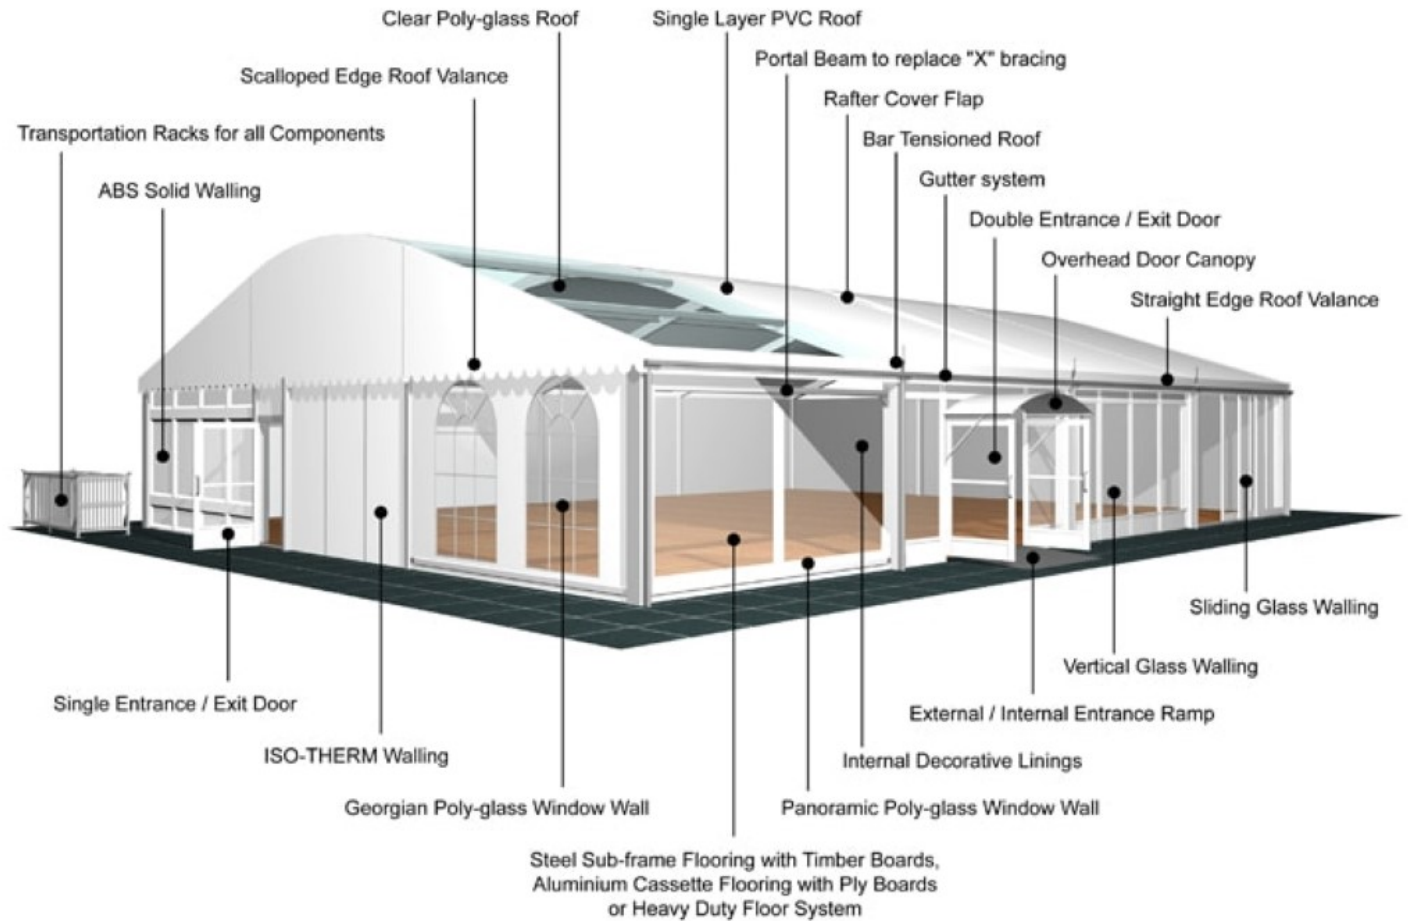 Clear Poly-glass Roof
Single Layer PVC Roof
Portal Beam to replace "X" bracing
Scalloped Edge Roof Valance
Rafter Cover Flap
Transportation Racks for all Components
Bar Tensioned Roof
ABS Solid Walling
Gutter system
Double Entrance / Exit Door
Overhead Door Canopy
Straight Edge Roof Valance
Sliding Glass Walling
Vertical Glass Walling
Single Entrance / Exit Door
External / Internal Entrance Ramp
ISO-THERM Walling
Internal Decorative Linings
Georgian Poly-glass Window Wall
Panoramic Poly-glass Window Wall
Steel Sub-frame Flooring with Timber Boards,
Aluminium Cassette Flooring with Ply Boards
or Heavy Duty Floor System